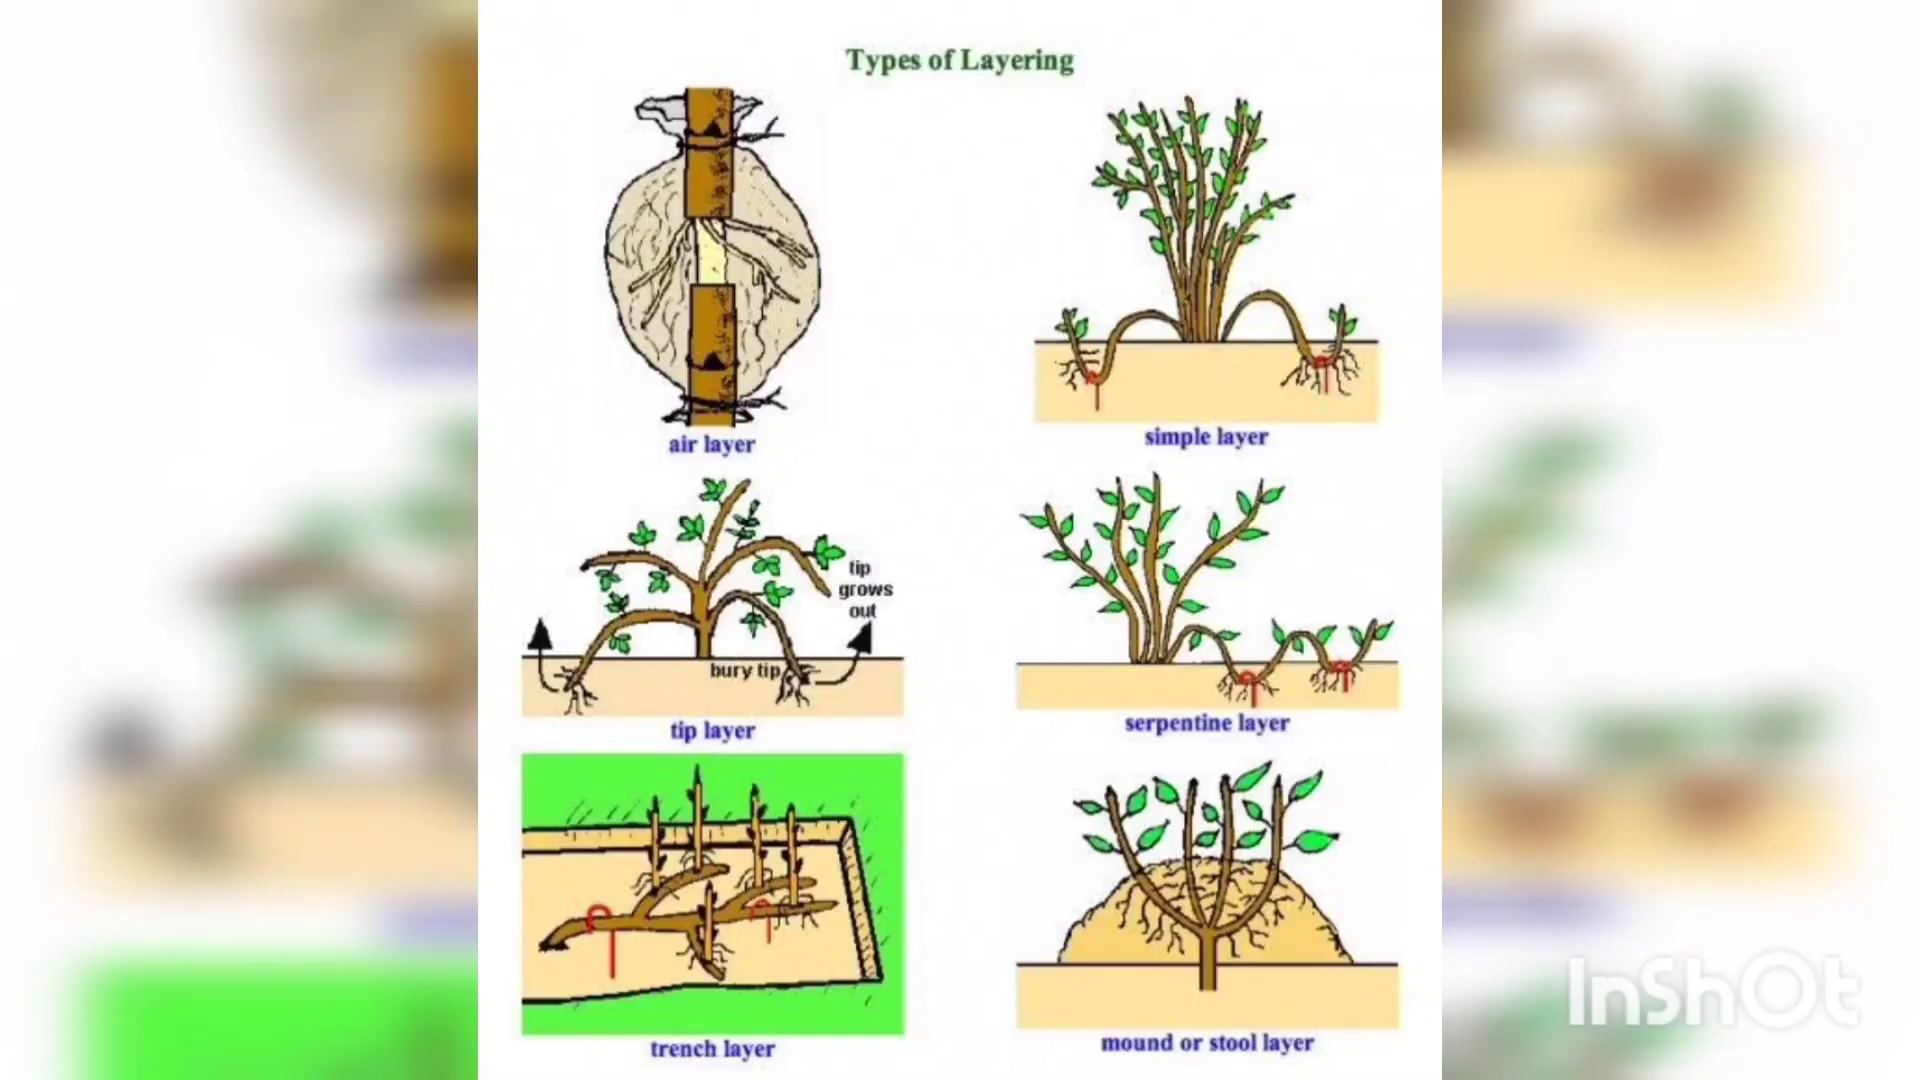 Types of Layering
air layer
simple layer
tip
grows
out
bury tip
tip layer
serpentine layer
trench layer
mound or stool layer
InShOt